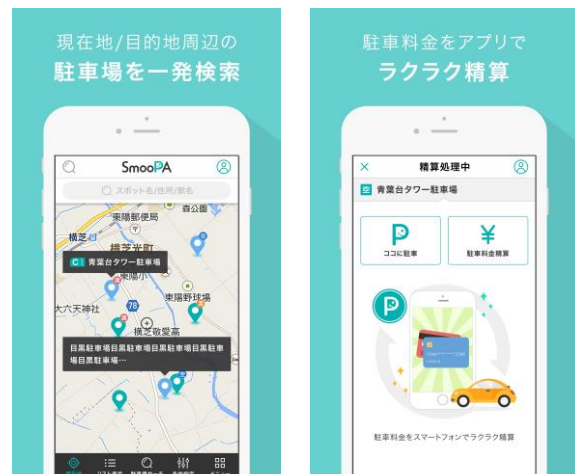 現在地/目的地周辺の
駐車場を一発検索
SmooPA
スポット名/住所/駅名
東陽郵便局
森公園
横芝
横芝光町
C 青葉台タワー駐車場
東陽小
東陽野球場
大六天神社
78
横芝敬愛高
目黒駐車場目黒駐車場目黒駐車場目黒駐車
場目黒駐車場…
メニュー
駐車料金をアプリで
ラクラク精算
精算処理中
空 青葉台タワー駐車場
P
ココに駐車
¥
駐車料金精算
P
駐車料金をスマートフォンでラクラク精算